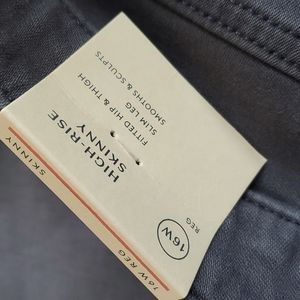 HIGH-RISE
SKINNY
FITTED HIP & THIGH
SLIM LEG
SMOOTHS & SCULPTS
16W
REG
SKINNY
16W REG